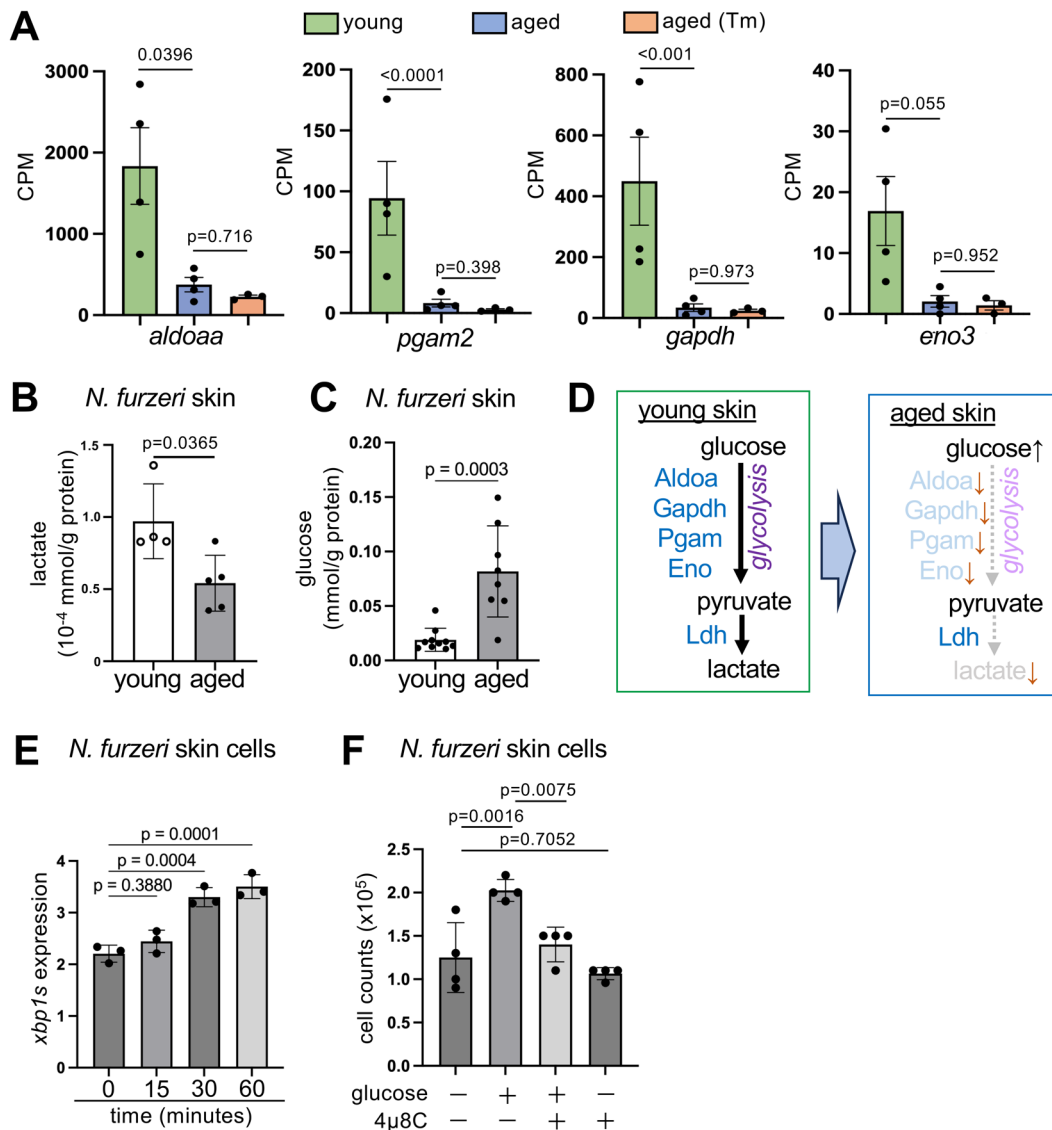 A
young
aged
aged (Tm)
CPM
3000
2000
1000
0
0.0396
p=0.716
aldoaa
CPM
200
150
100
50
0
<0.0001
p=0.398
pgam2
CPM
800
600
400
200
0
<0.001
p=0.973
gapdh
CPM
40
30
20
10
0
p=0.055
p=0.952
eno3
B
N. furzeri skin
lactate
(10-4 mmol/g protein)
1.5
1.0
0.5
0
p=0.0365
young aged
C
N. furzeri skin
glucose
(mmol/g protein)
0.20
0.15
0.10
0.05
0.00
p = 0.0003
young aged
D
young skin
glucose
Aldoa
Gapdh
Pgam
Eno
glycolysis
pyruvate
Ldh
lactate
aged skin
glucose↑
Aldoa↓
Gapdh↓
Pgam↓
Eno↓
glycolysis
pyruvate
Ldh
lactate↓
E
N. furzeri skin cells
xbp1s expression
4
3
2
1
0
p = 0.0001
p = 0.0004
p = 0.3880
0 15 30 60
time (minutes)
F
N. furzeri skin cells
cell counts (x10⁵)
2.5
2.0
1.5
1.0
0.5
0.0
p=0.0075
p=0.0016
p=0.7052
glucose − + + −
4μ8C − − + +